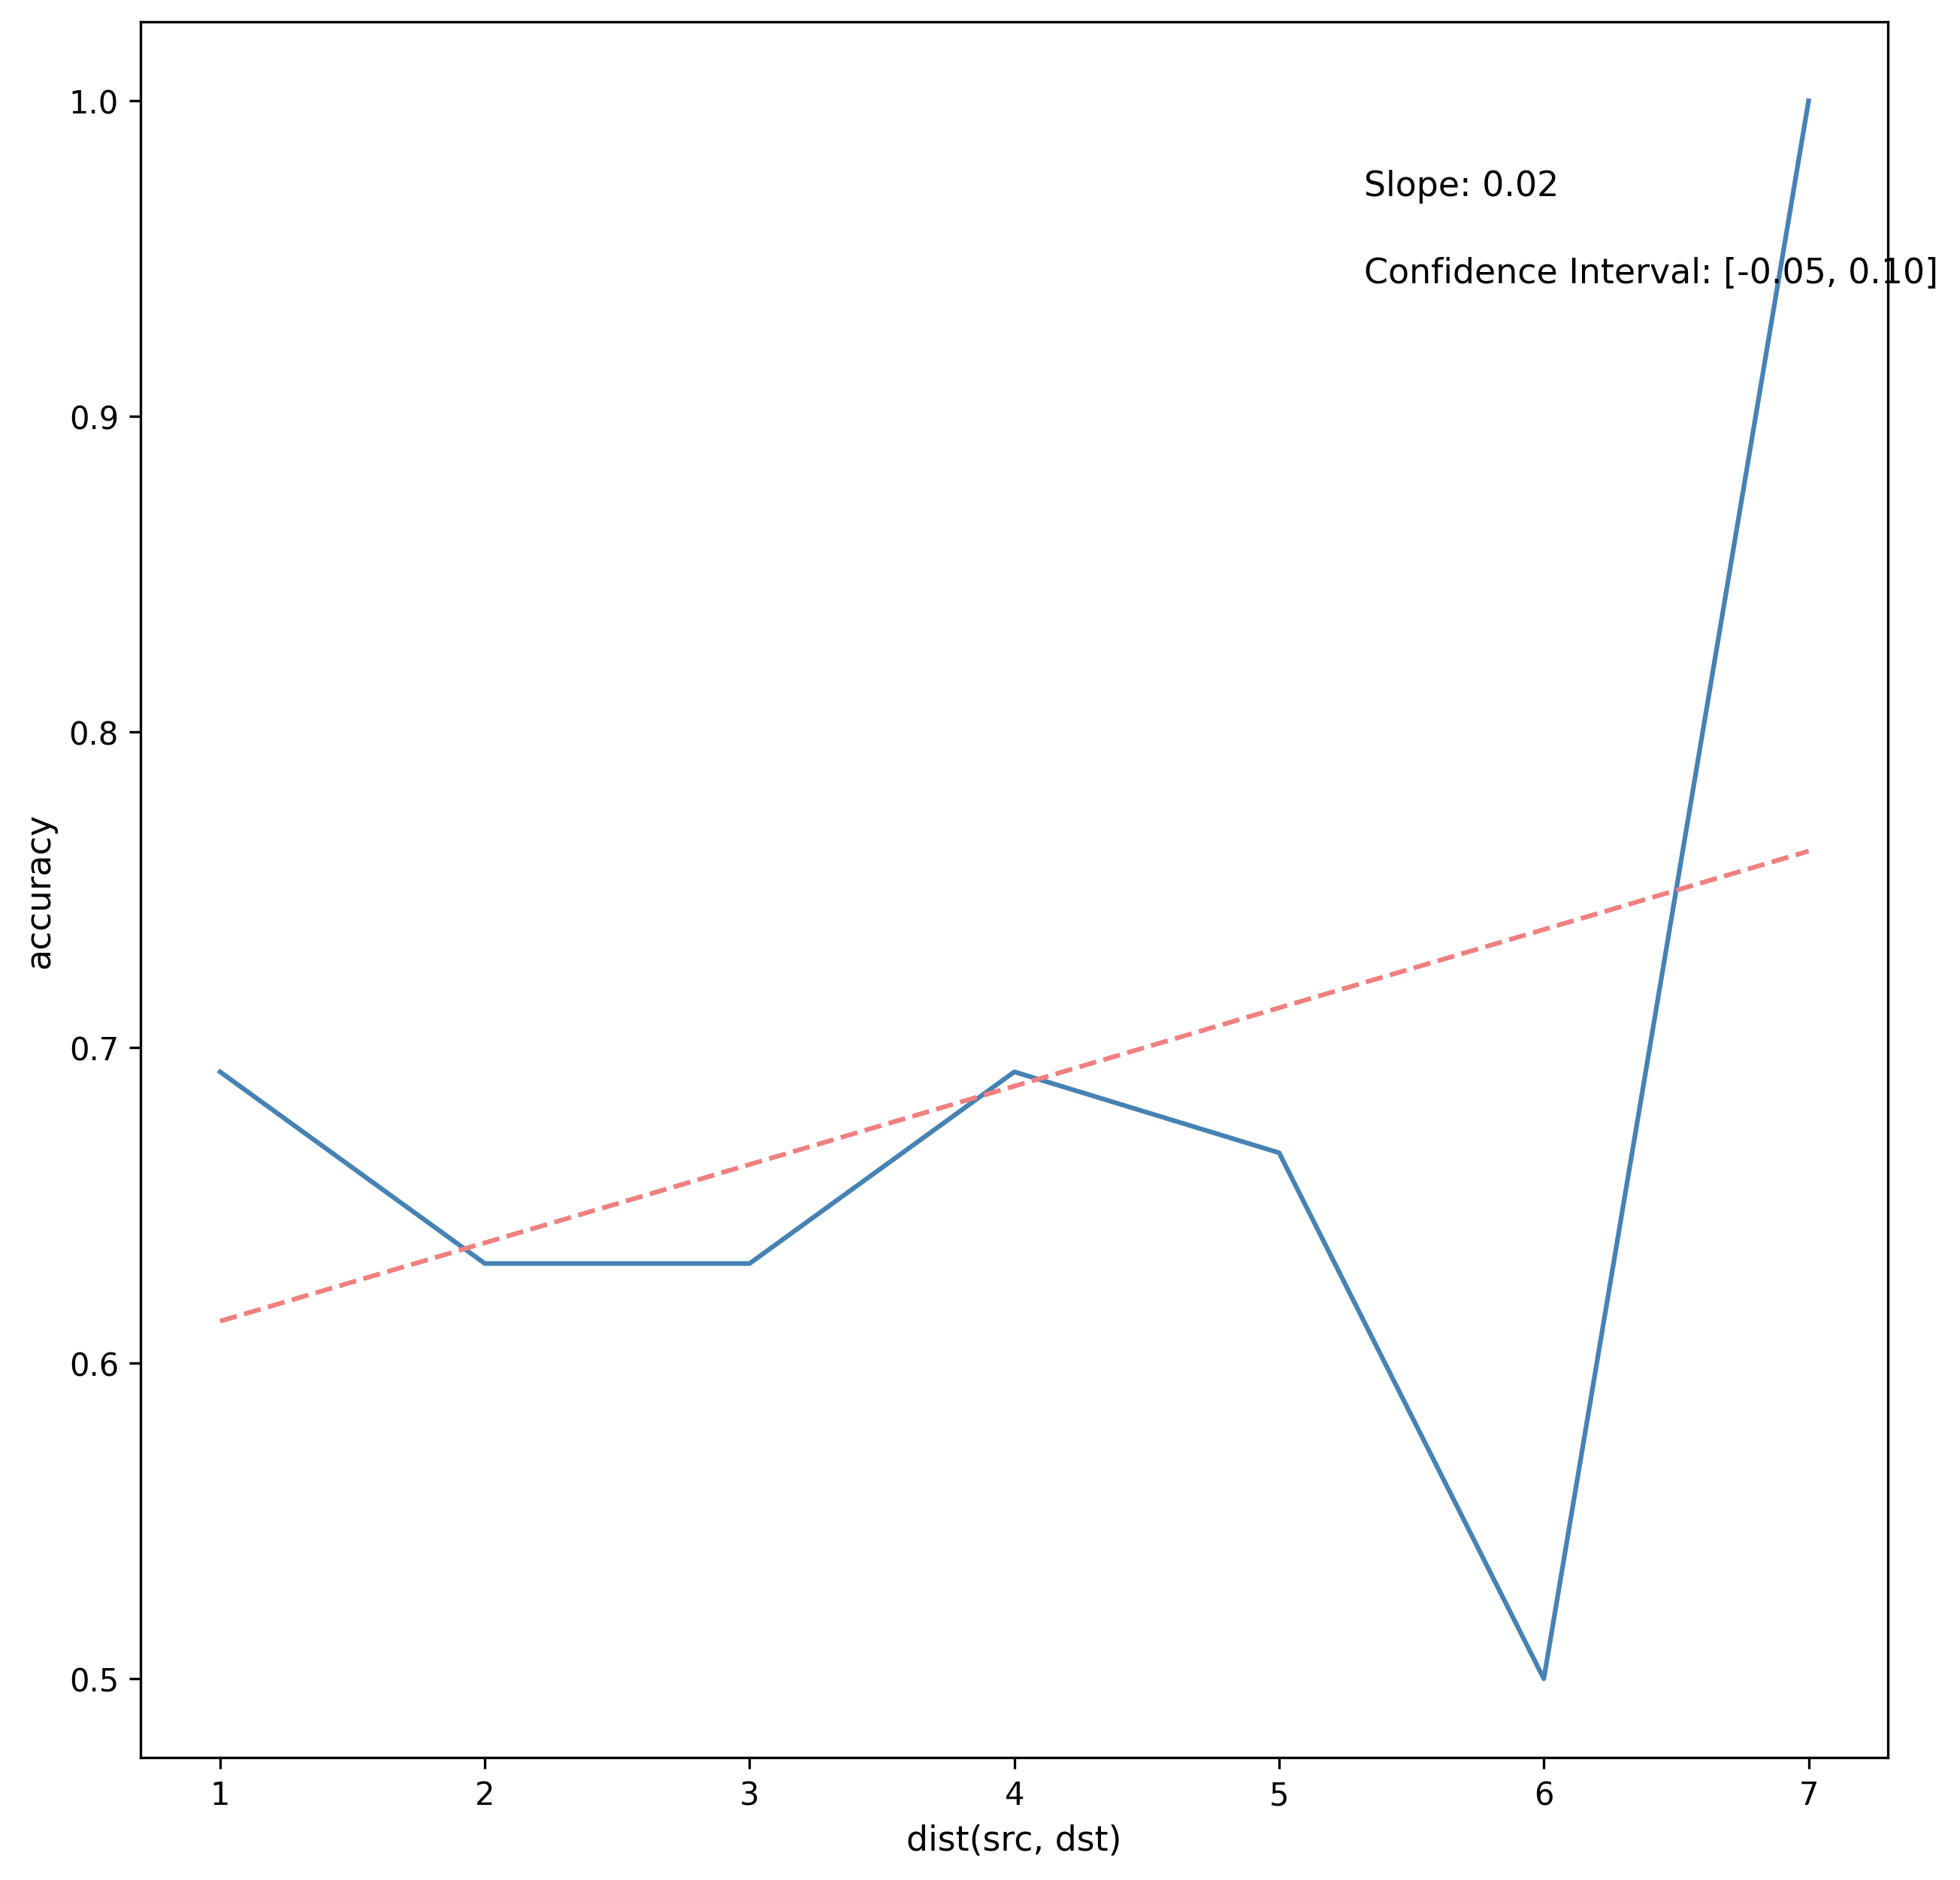 1.0
0.9
0.8
0.7
0.6
0.5
accuracy
Slope: 0.02
Confidence Interval: [-0.05, 0.10]
1 2 3 4 5 6 7
dist(src, dst)